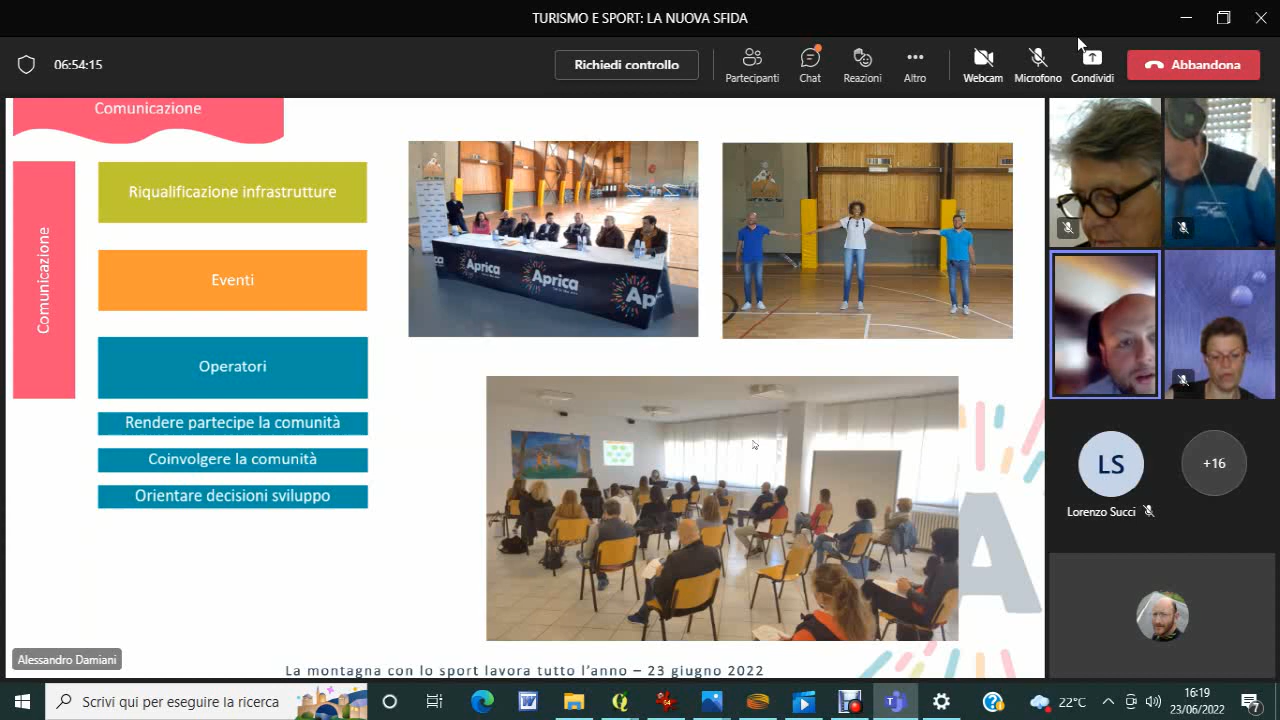 TURISMO E SPORT: LA NUOVA SFIDA
06:54:15
Richiedi controllo
Partecipanti
Chat
Reazioni
Altro
Webcam
Microfono
Condividi
Abbandona
Comunicazione
Comunicazione
Riqualificazione infrastrutture
Eventi
Operatori
Rendere partecipe la comunità
Coinvolgere la comunità
Orientare decisioni sviluppo
Aprica
Aprica
Ap
A
LS
+16
Lorenzo Succi
Alessandro Damiani
La montagna con lo sport lavora tutto l'anno – 23 giugno 2022
Scrivi qui per eseguire la ricerca
64
22°C
16:19
23/06/2022
7